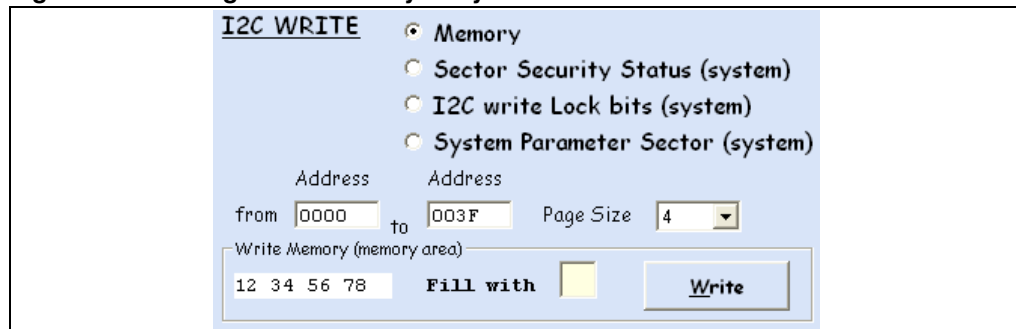 I2C WRITE Memory
Sector Security Status (system)
I2C write Lock bits (system)
System Parameter Sector (system)
Address Address
from 0000 to 003F Page Size 4
Write Memory (memory area)
12 34 56 78 Fill with Write